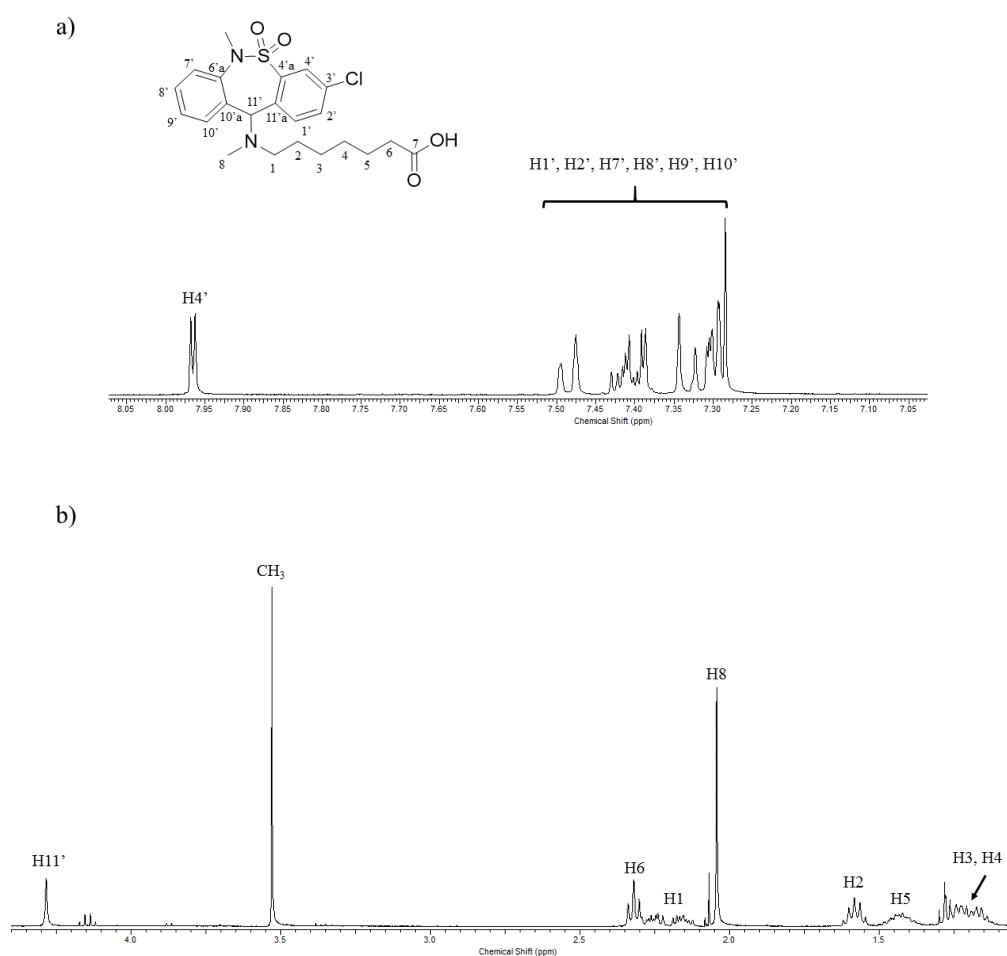 a)
O O
N S
7' 6'a 4'a 4'
8' 3' Cl
9' 10'a 11' 11'a 2'
10' 1'
N 7 OH
8 1 2 3 4 5 6 O
H1’, H2’, H7’, H8’, H9’, H10’
H4’
8.05 8.00 7.95 7.90 7.85 7.80 7.75 7.70 7.65 7.60 7.55 7.50 7.45 7.40 7.35 7.30 7.25 7.20 7.15 7.10 7.05
Chemical Shift (ppm)
b)
CH3
H8
H11’
H6
H1
H2
H5
H3, H4
4.0 3.5 3.0 2.5 2.0 1.5
Chemical Shift (ppm)